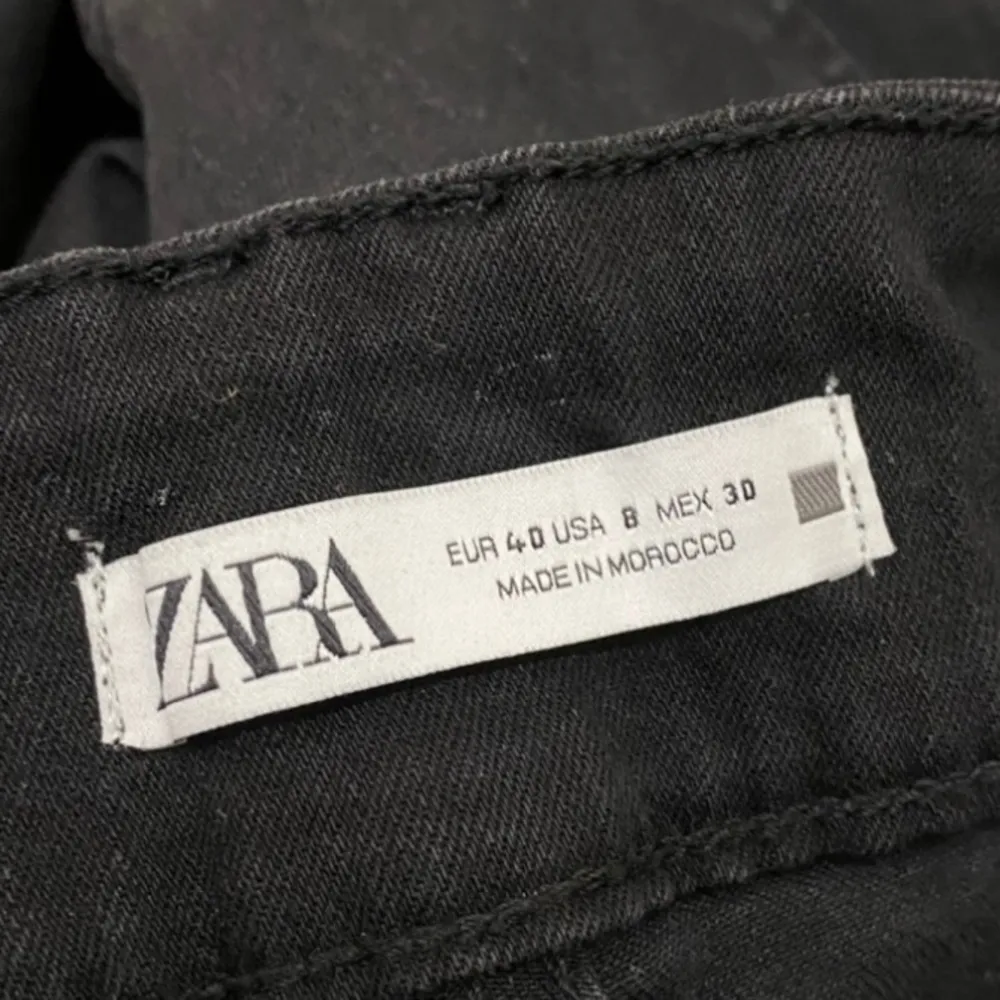 ZARA
EUR 40 USA 8 MEX 30
MADE IN MOROCCO